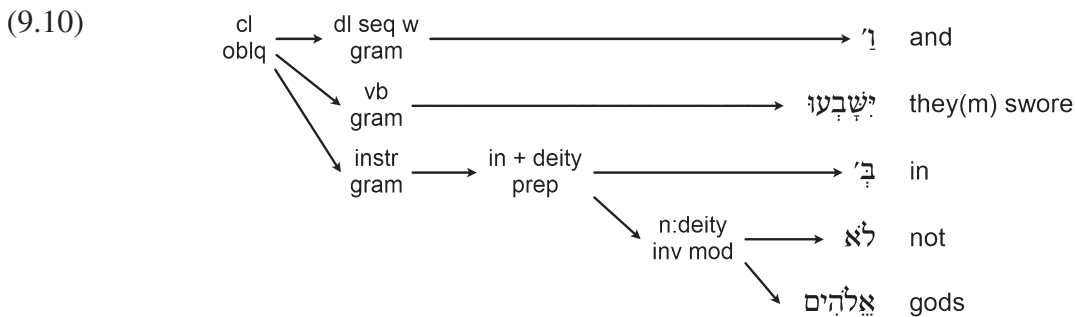 (9.10)
cl dl seq w וַ׳ and
oblq gram
vb יִּשָּׁבְעוּ they(m) swore
gram
instr in + deity בְּ׳ in
gram prep
n:deity לֹא not
inv mod
אֱלֹהִים gods